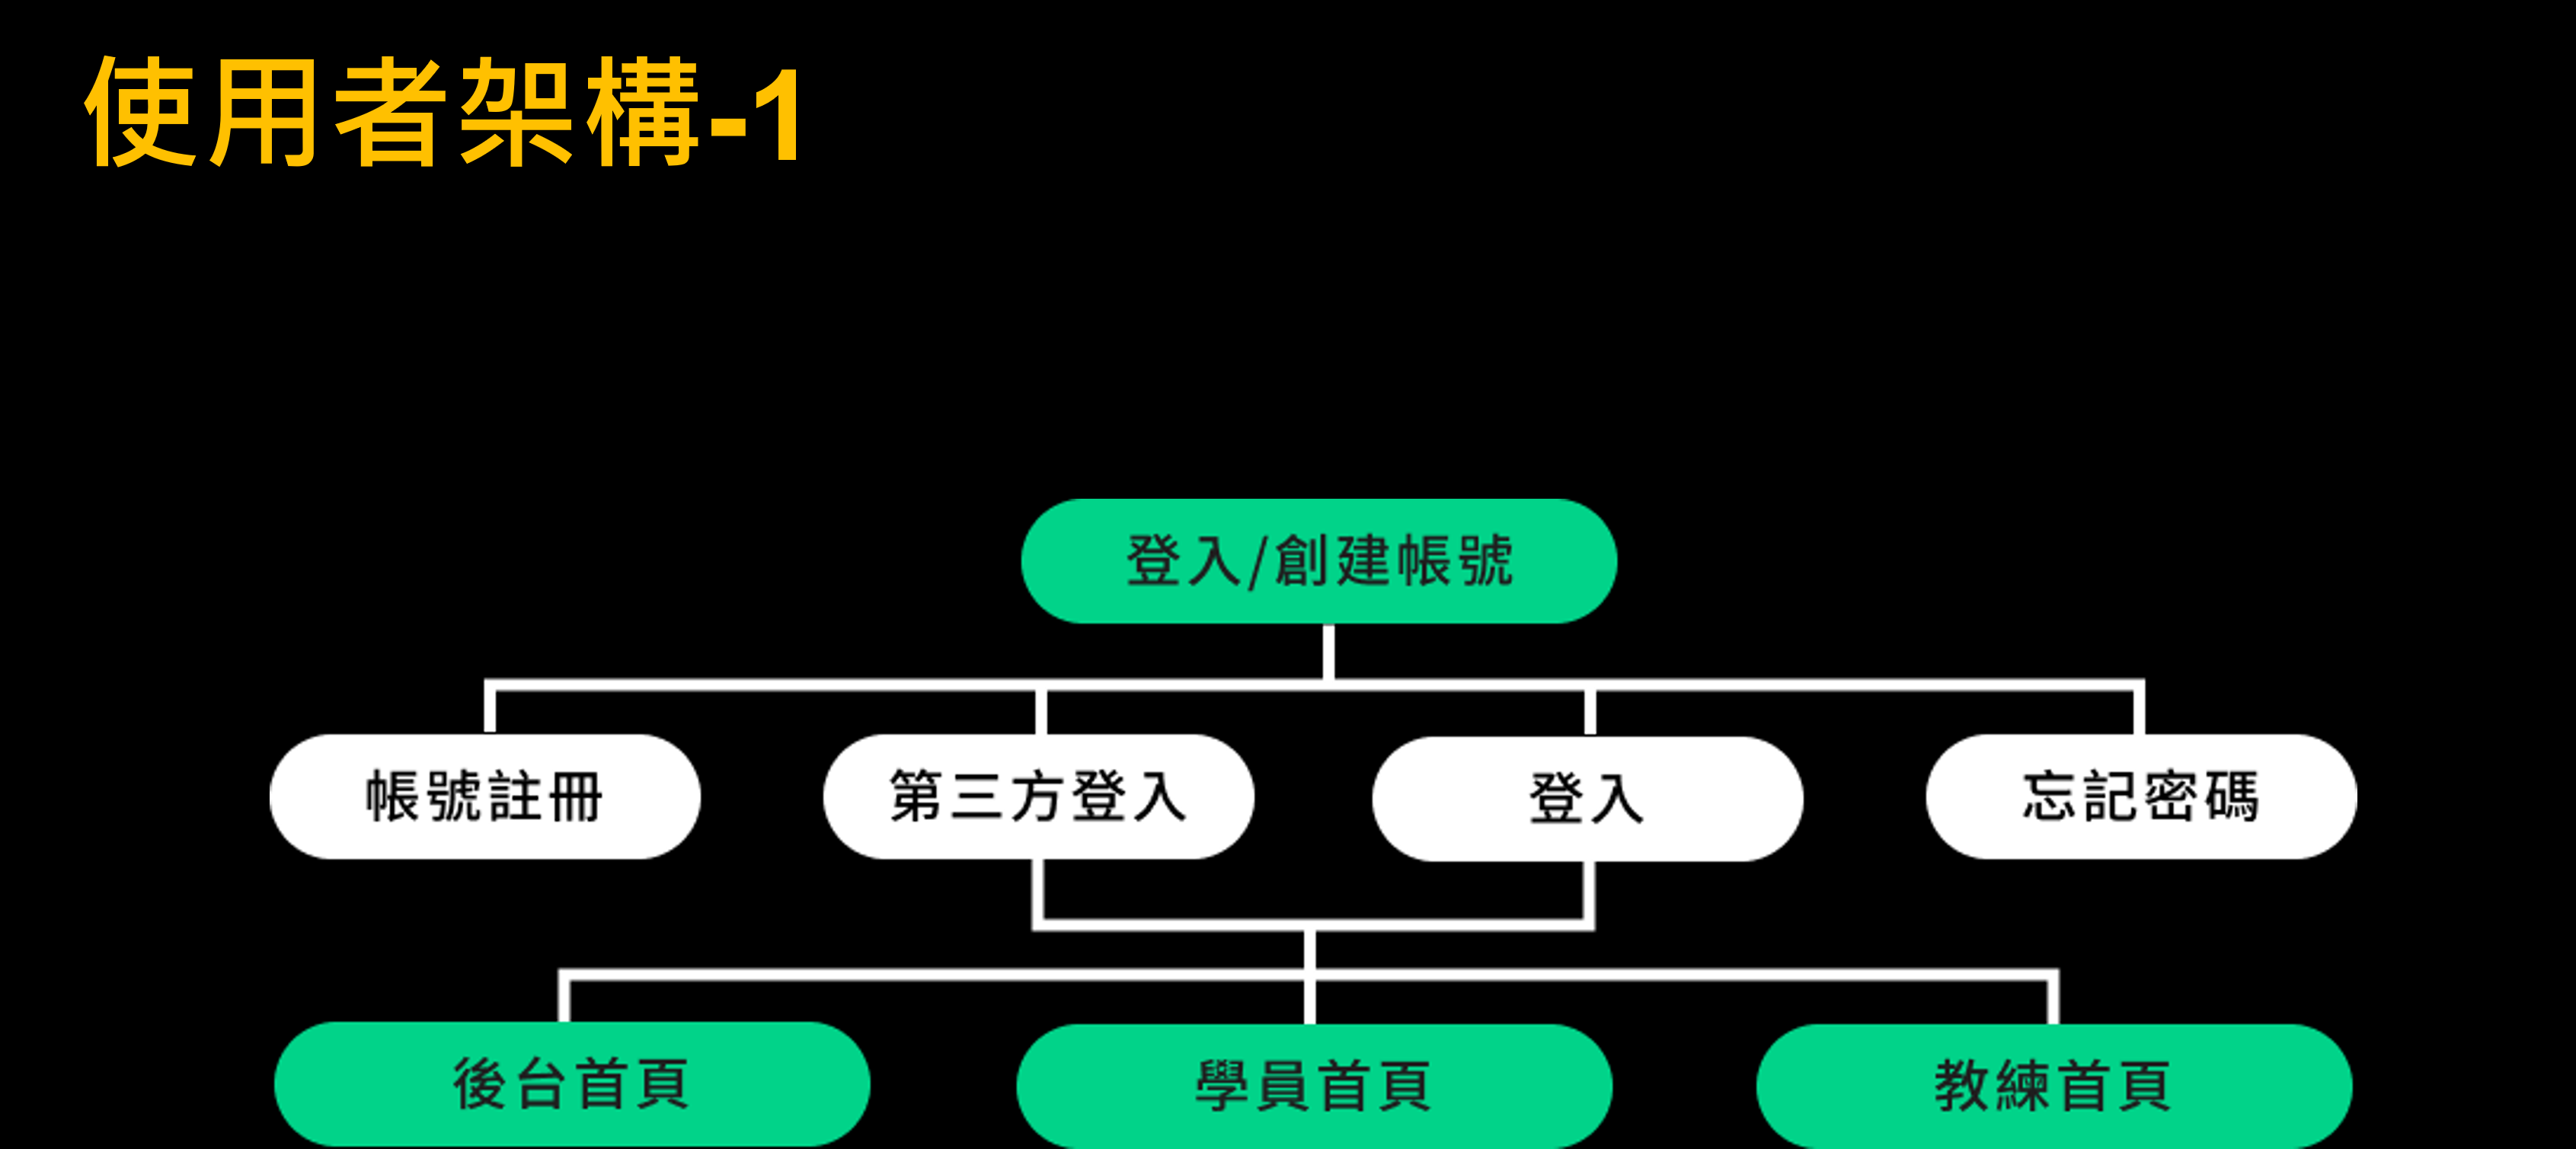 使用者架構-1
登入/創建帳號
帳號註冊
第三方登入
登入
忘記密碼
後台首頁
學員首頁
教練首頁